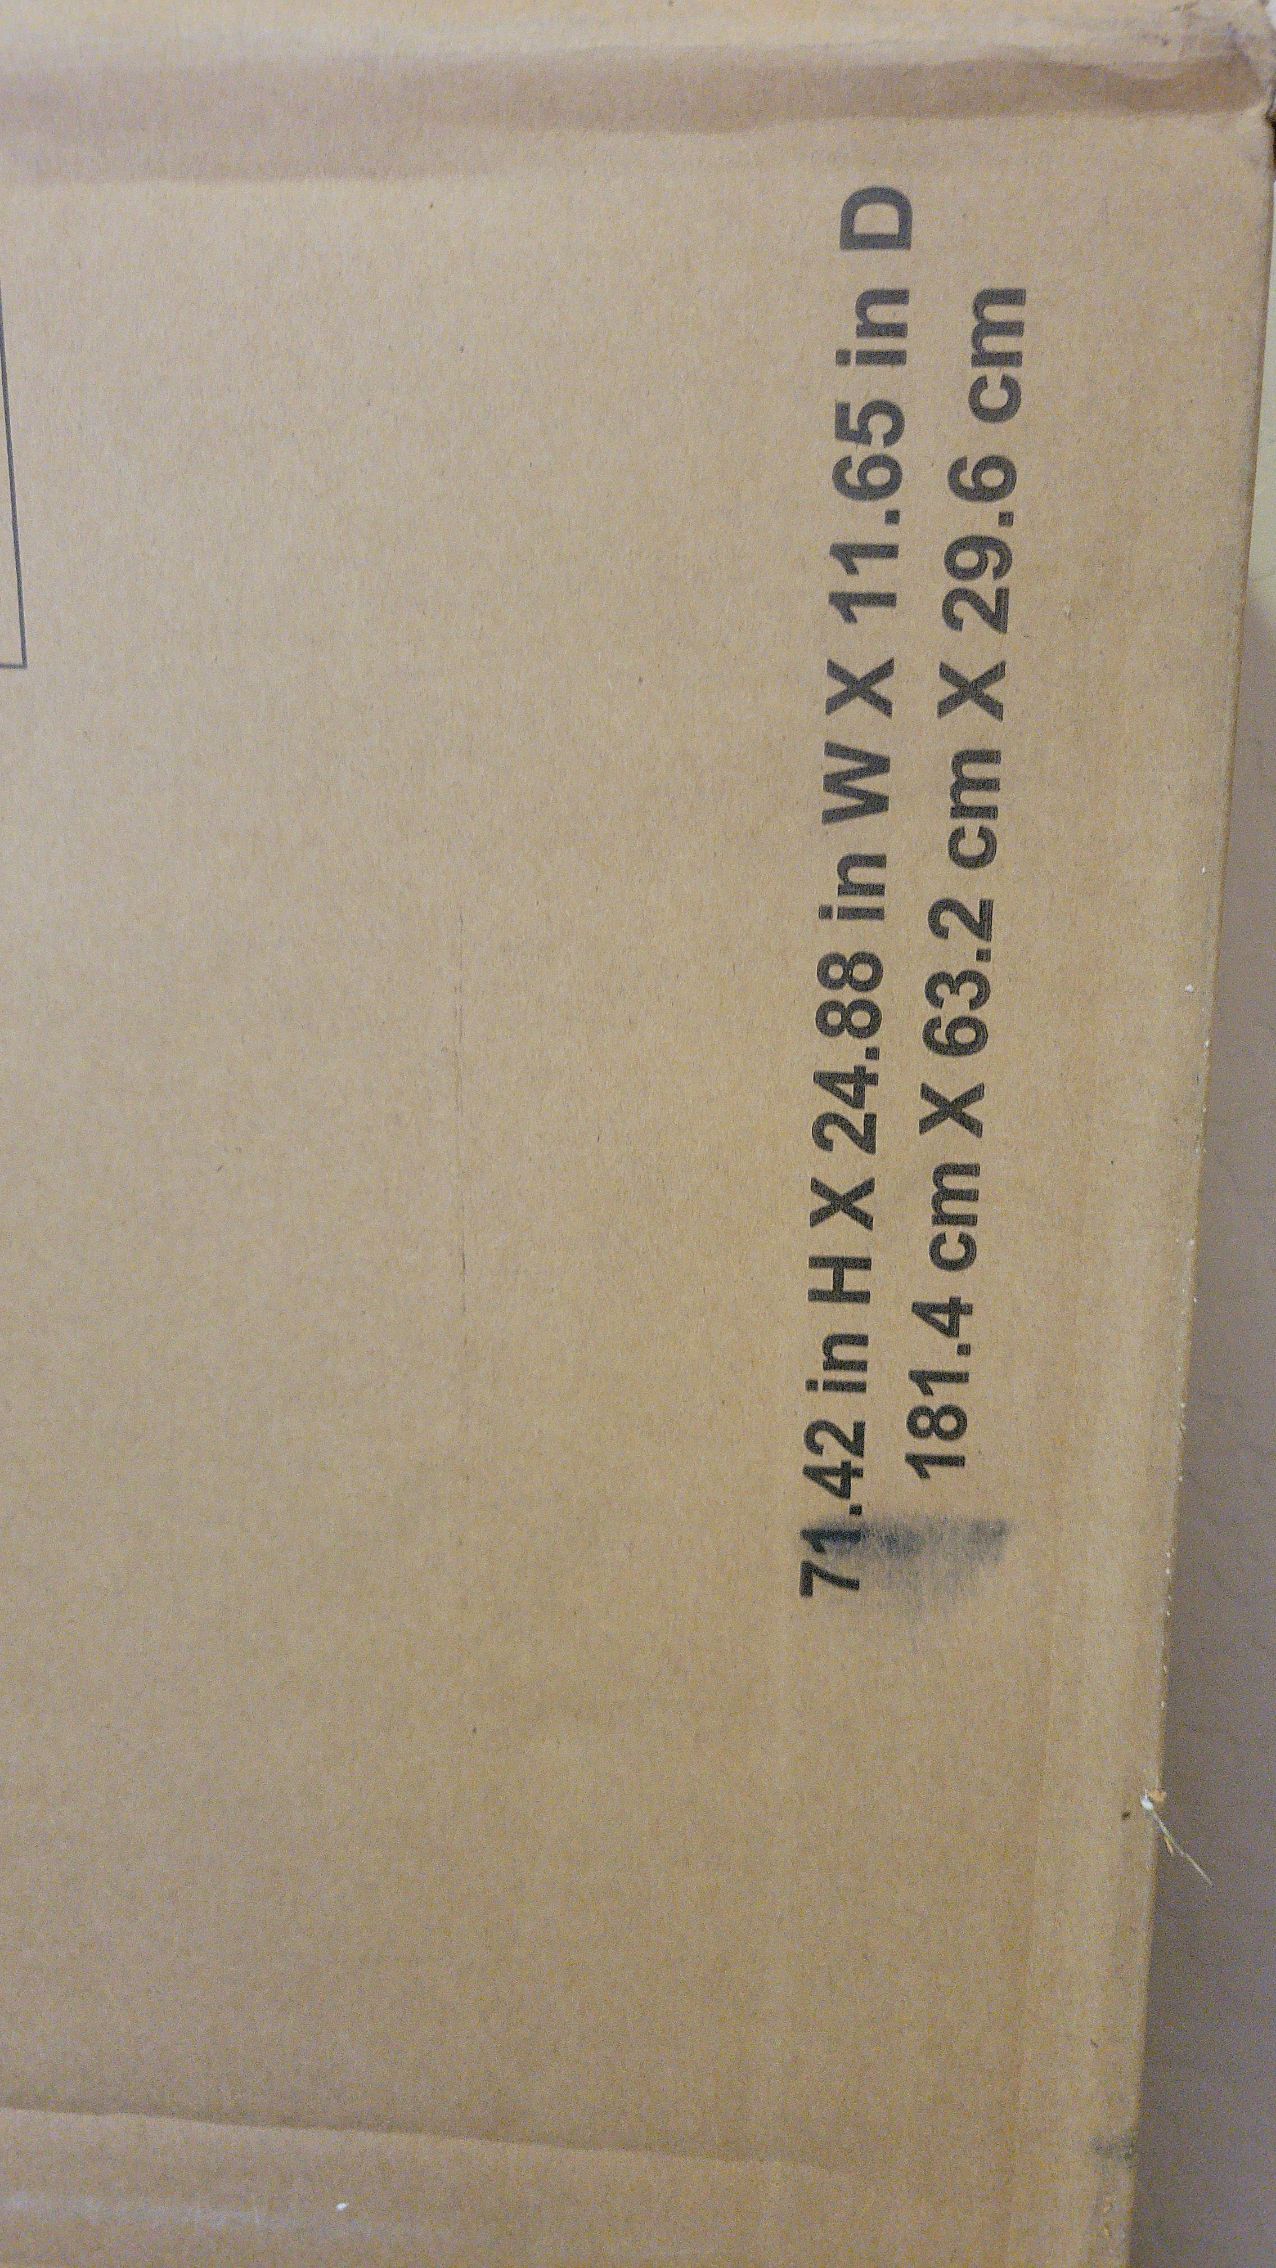 71.42 in H X 24.88 in W X 11.65 in D
181.4 cm X 63.2 cm X 29.6 cm